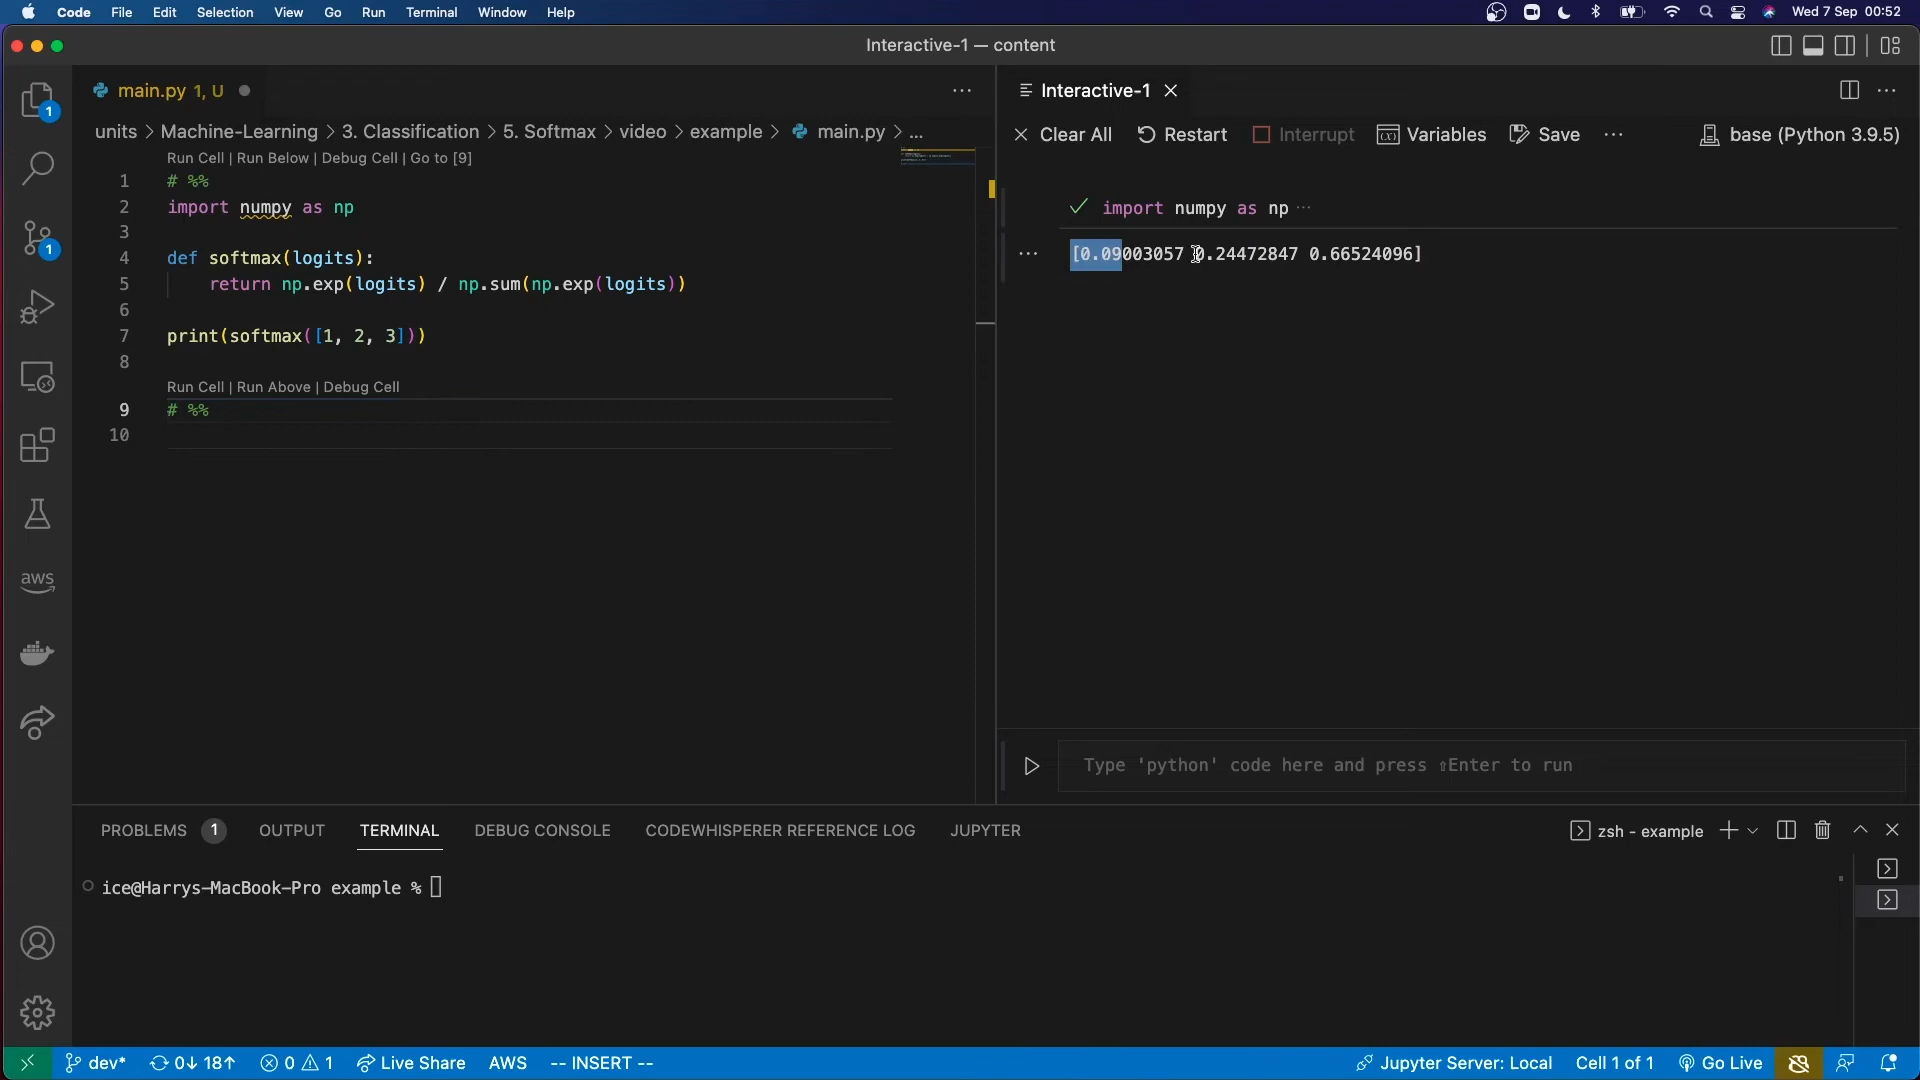 Code File Edit Selection View Go Run Terminal Window Help Wed 7 Sep 00:52
Interactive-1 — content
main.py 1, U
units > Machine-Learning > 3. Classification > 5. Softmax > video > example > main.py > ...
Run Cell | Run Below | Debug Cell | Go to [9]
1 # %%
2 import numpy as np
3
4 def softmax(logits):
5 return np.exp(logits) / np.sum(np.exp(logits))
6
7 print(softmax([1, 2, 3]))
8
Run Cell | Run Above | Debug Cell
9 # %%
10
Interactive-1
Clear All Restart Interrupt Variables Save ··· base (Python 3.9.5)
import numpy as np ···
[0.09003057 0.24472847 0.66524096]
Type 'python' code here and press ⇧Enter to run
PROBLEMS 1 OUTPUT TERMINAL DEBUG CONSOLE CODEWHISPERER REFERENCE LOG JUPYTER zsh - example
ice@Harrys-MacBook-Pro example %
1
1
aws
dev* 0↓ 18↑ 0 1 Live Share AWS -- INSERT -- Jupyter Server: Local Cell 1 of 1 Go Live